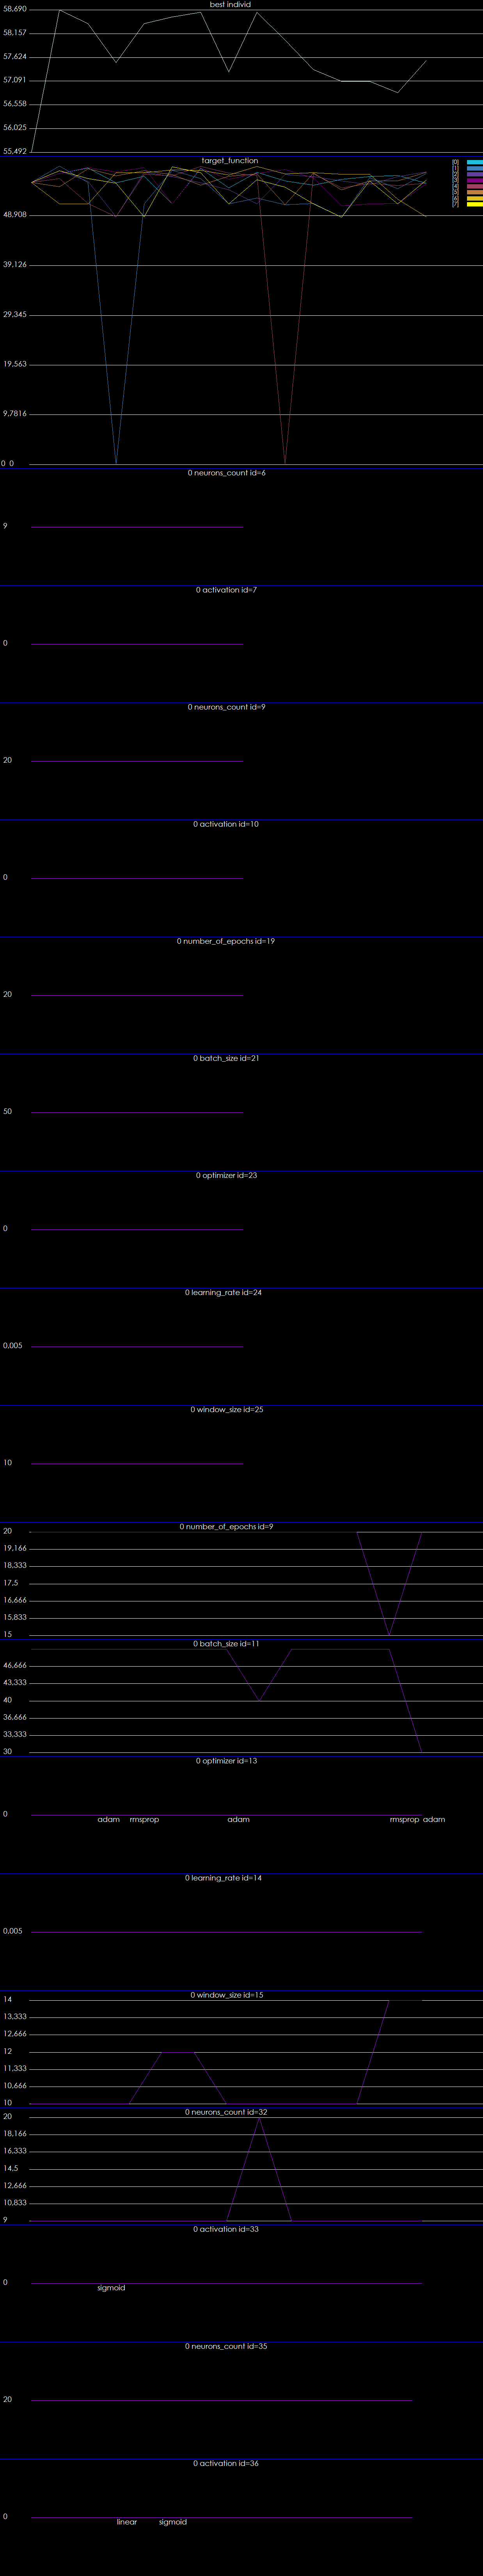 best individ
58,690
58,157
57,624
57,091
56,558
56,025
55,492
target_function
[0]
[1]
[2]
[3]
[4]
[5]
[6]
[7]
48,908
39,126
29,345
19,563
9,7816
0 0
0 neurons_count id=6
9
0 activation id=7
0
0 neurons_count id=9
20
0 activation id=10
0
0 number_of_epochs id=19
20
0 batch_size id=21
50
0 optimizer id=23
0
0 learning_rate id=24
0,005
0 window_size id=25
10
0 number_of_epochs id=9
20
19,166
18,333
17,5
16,666
15,833
15
0 batch_size id=11
46,666
43,333
40
36,666
33,333
30
0 optimizer id=13
0
adam rmsprop adam rmsprop adam
0 learning_rate id=14
0,005
0 window_size id=15
14
13,333
12,666
12
11,333
10,666
10
0 neurons_count id=32
20
18,166
16,333
14,5
12,666
10,833
9
0 activation id=33
0
sigmoid
0 neurons_count id=35
20
0 activation id=36
0
linear sigmoid